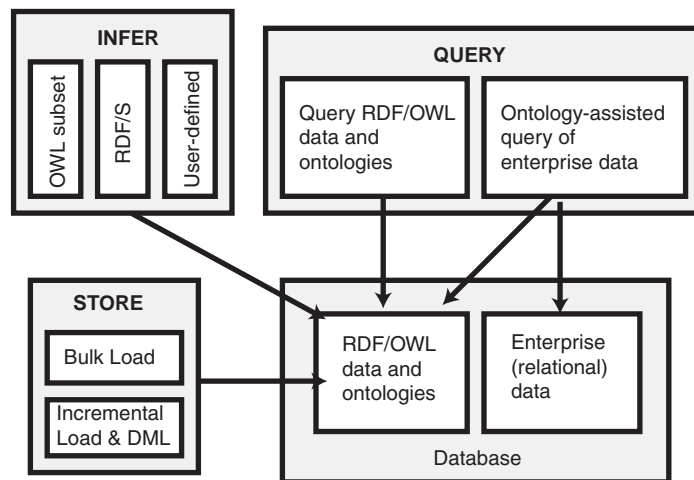 INFER
OWL subset
RDF/S
User-defined
QUERY
Query RDF/OWL
data and
ontologies
Ontology-assisted
query of
enterprise data
STORE
Bulk Load
Incremental
Load & DML
RDF/OWL
data and
ontologies
Enterprise
(relational)
data
Database